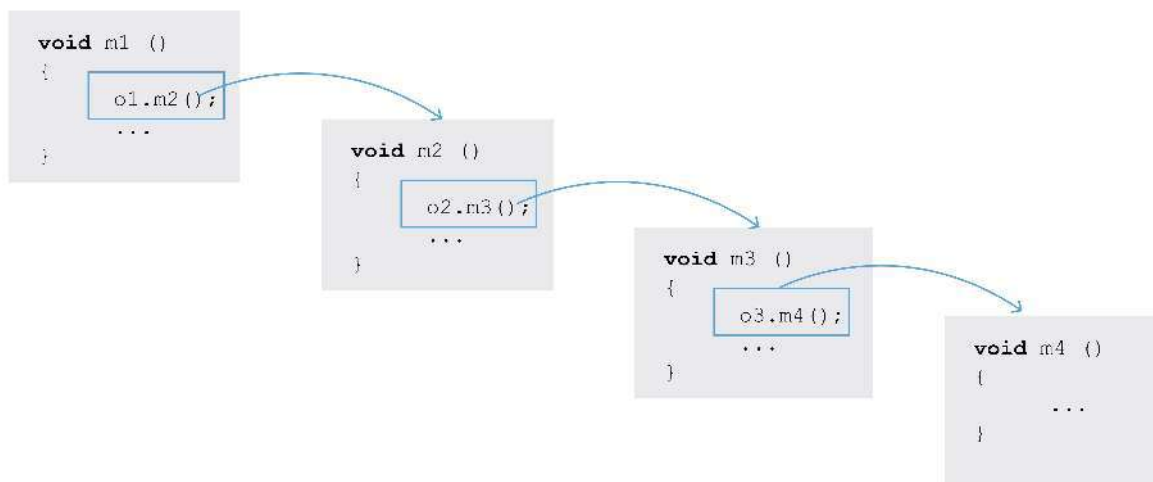 void m1 ()
{
o1.m2();
...
}
void m2 ()
{
o2.m3();
...
}
void m3 ()
{
o3.m4();
...
}
void m4 ()
{
...
}